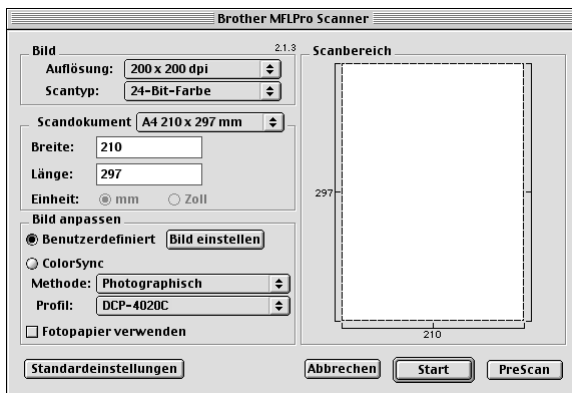 Brother MFLPro Scanner
Bild
2.1.3
Auflösung: 200 x 200 dpi
Scantyp: 24-Bit-Farbe
Scandokument A4 210 x 297 mm
Breite: 210
Länge: 297
Einheit: mm Zoll
Bild anpassen
Benutzerdefiniert Bild einstellen
ColorSync
Methode: Photographisch
Profil: DCP-4020C
Fotopapier verwenden
Scanbereich
297
210
Standardeinstellungen
Abbrechen Start PreScan